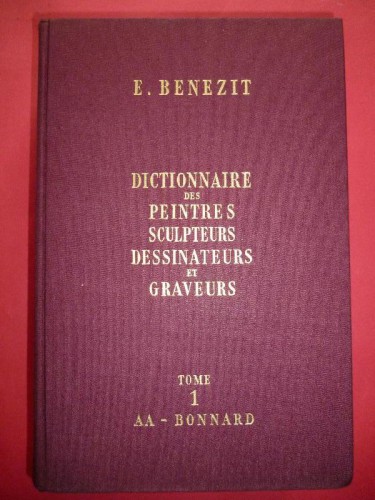 E. BENEZIT
DICTIONNAIRE
DES
PEINTRES
SCULPTEURS
DESSINATEURS
ET
GRAVEURS
TOME
1
AA - BONNARD